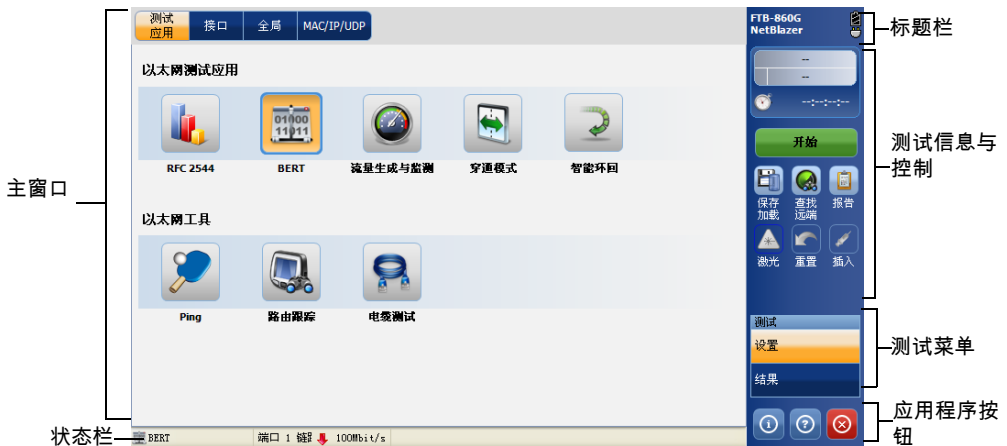 测试
应用
接口
全局
MAC/IP/UDP
FTB-860G
NetBlazer
标题栏
以太网测试应用
--
--
--:--:--
RFC 2544
BERT
流量生成与监测
穿通模式
智能环回
开始
测试信息与
控制
主窗口
保存
加载
查找
远端
报告
以太网工具
激光
重置
插入
Ping
路由跟踪
电缆测试
测试
设置
结果
测试菜单
应用程序按
钮
状态栏
BERT
端口 1
100Mbit/s